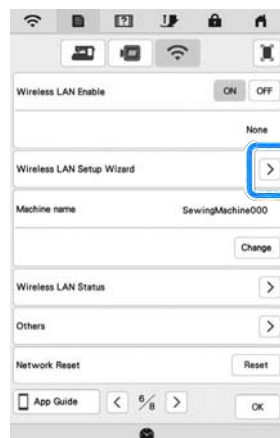 Wireless LAN Enable ON OFF
None
Wireless LAN Setup Wizard >
Machine name SewingMachine000
Change
Wireless LAN Status >
Others >
Network Reset Reset
App Guide < 6/8 > OK